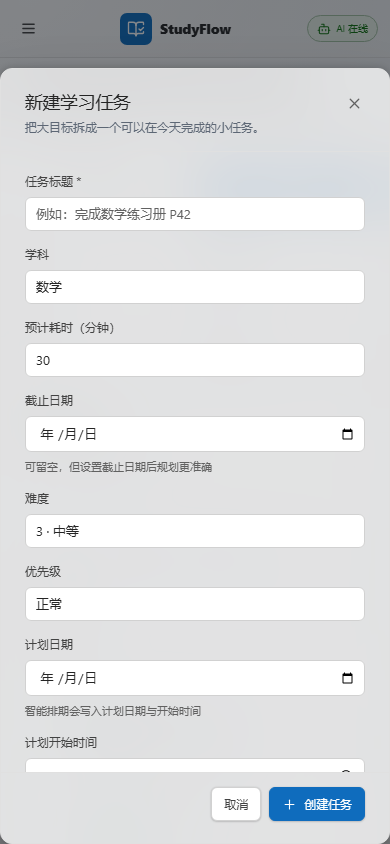 StudyFlow
AI 在线
新建学习任务
把大目标拆成一个可以在今天完成的小任务。
任务标题 *
例如：完成数学练习册 P42
学科
数学
预计耗时（分钟）
30
截止日期
年 /月/日
可留空，但设置截止日期后规划更准确
难度
3 · 中等
优先级
正常
计划日期
年 /月/日
智能排期会写入计划日期与开始时间
计划开始时间
取消
创建任务